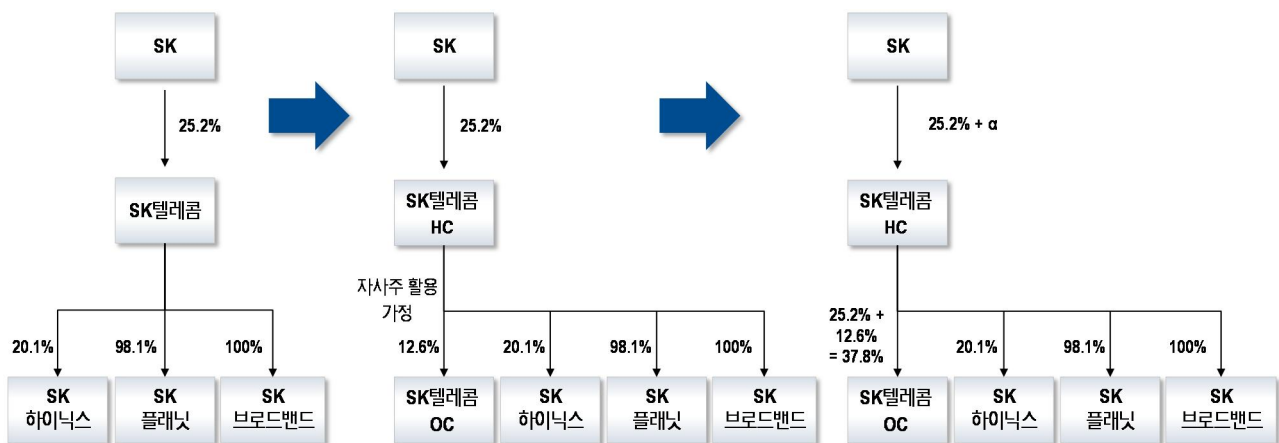 SK
SK
SK
25.2%
25.2%
25.2% + α
SK텔레콤
SK텔레콤
HC
SK텔레콤
HC
자사주 활용
가정
20.1%
98.1%
100%
12.6%
20.1%
98.1%
100%
25.2% +
12.6%
= 37.8%
20.1%
98.1%
100%
SK
하이닉스
SK
플래닛
SK
브로드밴드
SK텔레콤
OC
SK
하이닉스
SK
플래닛
SK
브로드밴드
SK텔레콤
OC
SK
하이닉스
SK
플래닛
SK
브로드밴드